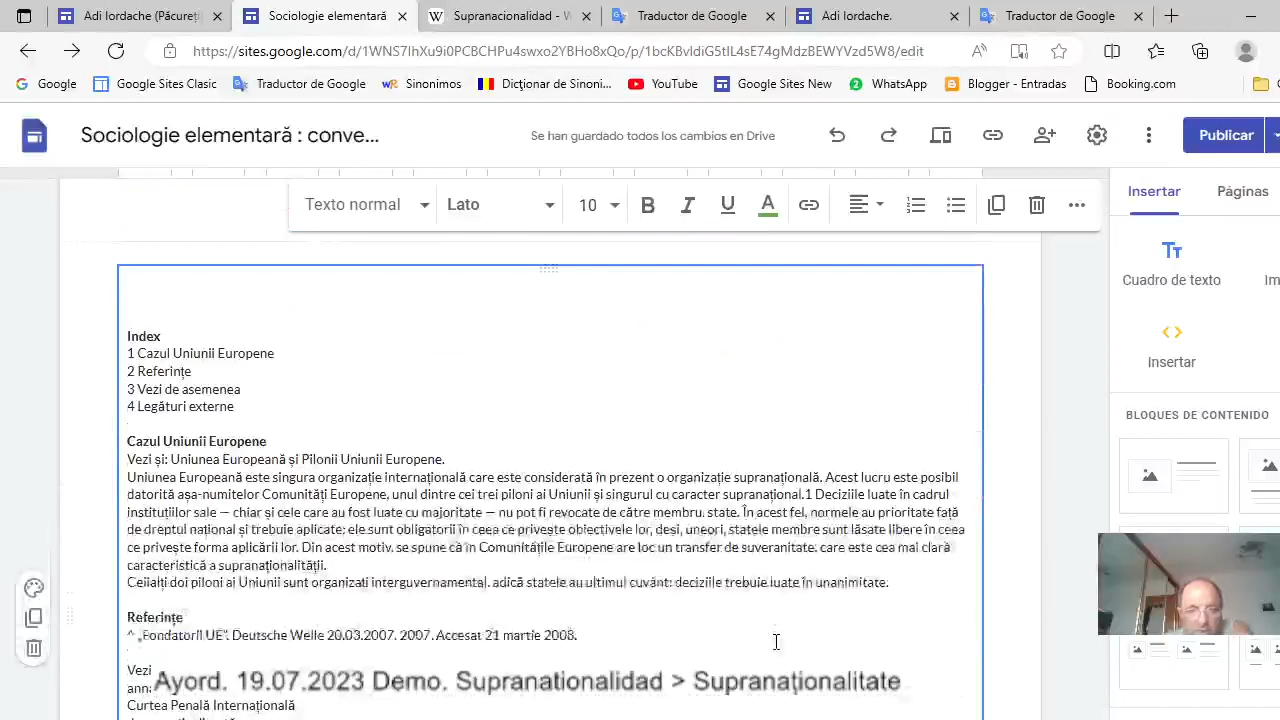 Adi Iordache (Păcureț
Sociologie elementară
Supranacionalidad - W
Traductor de Google
Adi Iordache.
Traductor de Google
https://sites.google.com/d/1WNS7lhXu9i0PCBCHPu4swxo2YBHo8xQo/p/1bcKBvldiG5tIL4sE74gMdzBEWYVzd5W8/edit
Google
Google Sites Clasic
Traductor de Google
Sinonimos
Dicționar de Sinoni...
YouTube
Google Sites New
WhatsApp
Blogger - Entradas
Booking.com
Sociologie elementară : conve...
Se han guardado todos los cambios en Drive
Publicar
Texto normal
Lato
10
Insertar
Páginas
Cuadro de texto
Im
Insertar
BLOQUES DE CONTENIDO
Index
1 Cazul Uniunii Europene
2 Referințe
3 Vezi de asemenea
4 Legături externe
Cazul Uniunii Europene
Vezi și: Uniunea Europeană și Pilonii Uniunii Europene.
Uniunea Europeană este singura organizație internațională care este considerată în prezent o organizație supranațională. Acest lucru este posibil
datorită așa-numitelor Comunități Europene, unul dintre cei trei piloni ai Uniunii și singurul cu caracter supranațional.1 Deciziile luate în cadrul
instituțiilor sale — chiar și cele care au fost luate cu majoritate — nu pot fi revocate de către membru. state. În acest fel, normele au prioritate față
de dreptul național și trebuie aplicate; ele sunt obligatorii în ceea ce privește obiectivele lor, deși, uneori, statele membre sunt lăsate libere în ceea
ce privește forma aplicării lor. Din acest motiv, se spune că în Comunitățile Europene are loc un transfer de suveranitate, care este cea mai clară
caracteristică a supranaționalității.
Ceilalți doi piloni ai Uniunii sunt organizați interguvernamental, adică statele au ultimul cuvânt: deciziile trebuie luate în unanimitate.
Referințe
^ „Fondatorii UE". Deutsche Welle 20.03.2007. 2007. Accesat 21 martie 2008.
Vezi
Ayord. 19.07.2023 Demo. Supranationalidad > Supranaționalitate
Curtea Penală Internațională